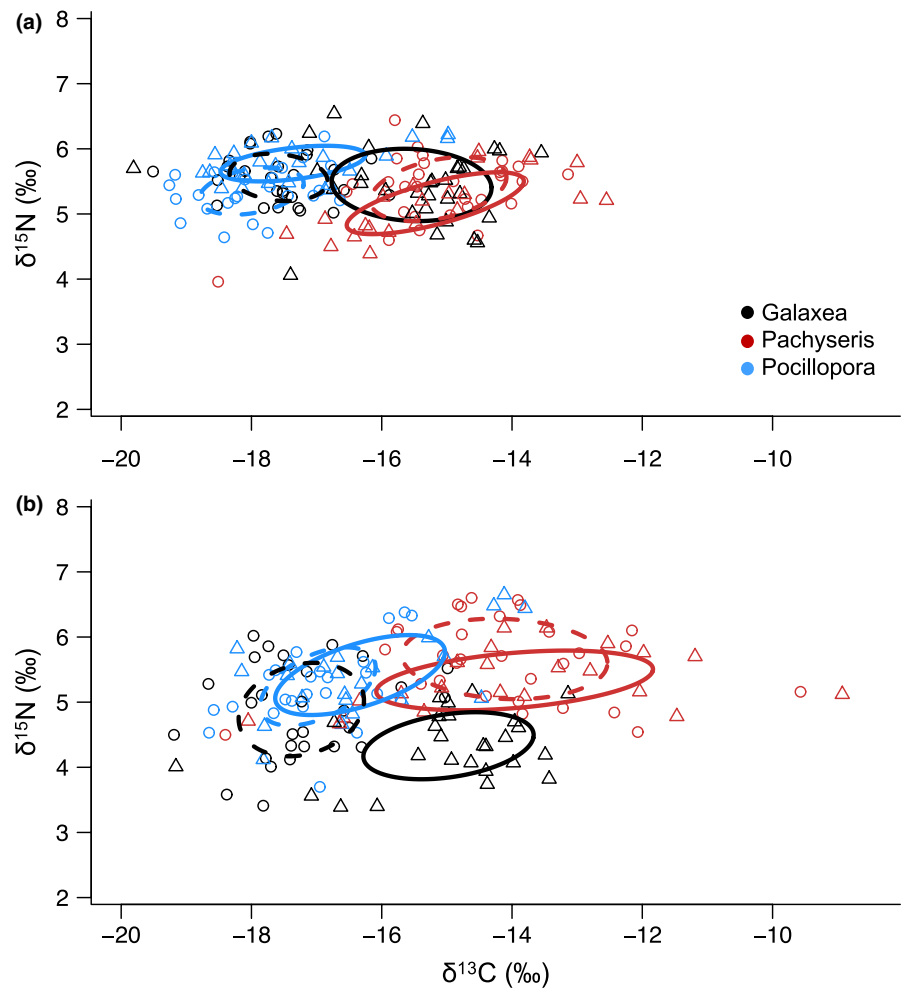 (a)
8
7
6
5
4
3
2
δ¹⁵N (‰)
−20 −18 −16 −14 −12 −10
Galaxea
Pachyseris
Pocillopora
(b)
8
7
6
5
4
3
2
δ¹⁵N (‰)
−20 −18 −16 −14 −12 −10
δ¹³C (‰)